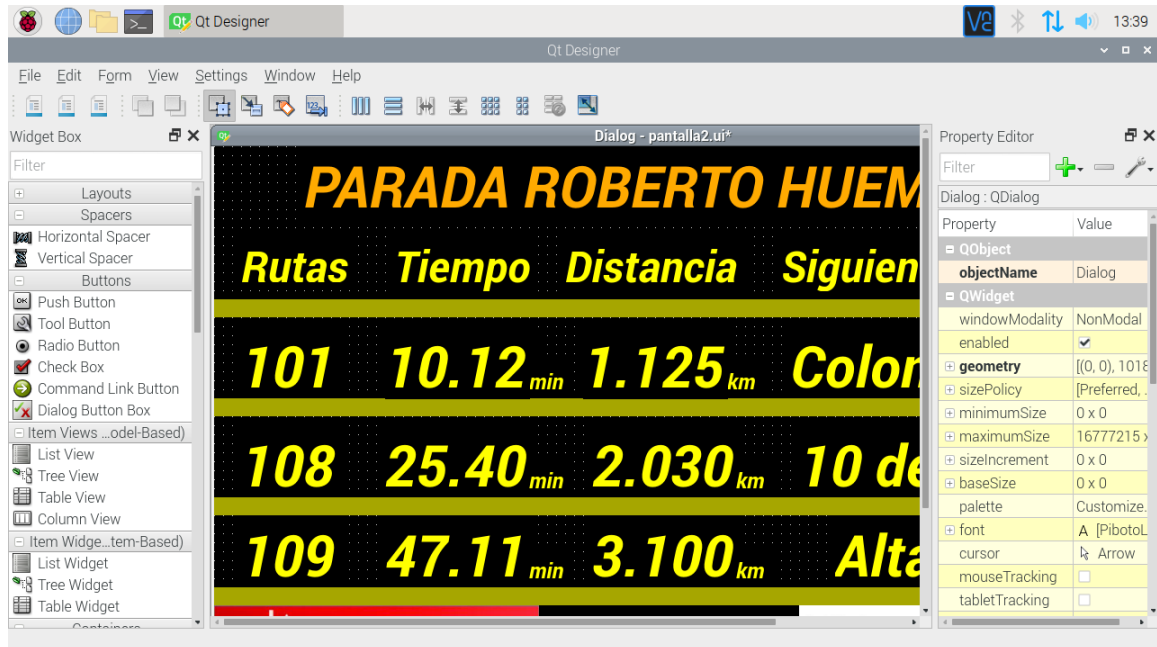 Qt Designer
13:39
Qt Designer
File Edit Form View Settings Window Help
Widget Box
Filter
Layouts
Spacers
Horizontal Spacer
Vertical Spacer
Buttons
Push Button
Tool Button
Radio Button
Check Box
Command Link Button
Dialog Button Box
Item Views ...odel-Based)
List View
Tree View
Table View
Column View
Item Widge...tem-Based)
List Widget
Tree Widget
Table Widget
Containers
Dialog - pantalla2.ui*
PARADA ROBERTO HUEM
Rutas Tiempo Distancia Siguien
101 10.12 min 1.125 km Colon
108 25.40 min 2.030 km 10 de
109 47.11 min 3.100 km Alta
Property Editor
Filter
Dialog : QDialog
Property Value
QObject
objectName Dialog
QWidget
windowModality NonModal
enabled
geometry [(0, 0), 1018
sizePolicy [Preferred, .
minimumSize 0 x 0
maximumSize 16777215 x
sizeIncrement 0 x 0
baseSize 0 x 0
palette Customize.
font A [PibotoL
cursor Arrow
mouseTracking
tabletTracking